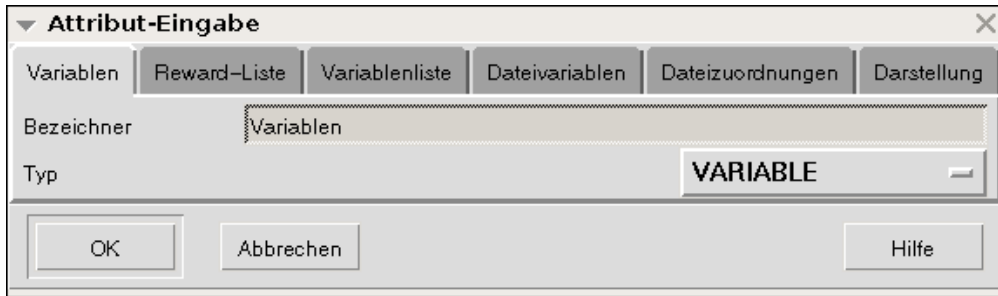 Attribut-Eingabe
Variablen Reward-Liste Variablenliste Dateivariablen Dateizuordnungen Darstellung
Bezeichner Variablen
Typ VARIABLE
OK Abbrechen Hilfe